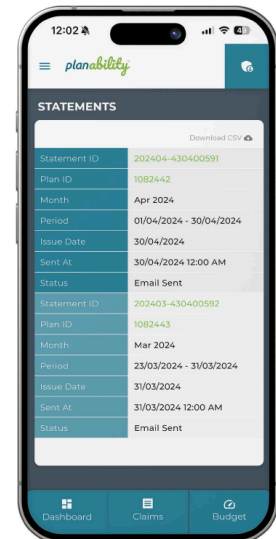 12:02
planability
STATEMENTS
Download CSV
Statement ID 202404-430400591
Plan ID 1082442
Month Apr 2024
Period 01/04/2024 - 30/04/2024
Issue Date 30/04/2024
Sent At 30/04/2024 12:00 AM
Status Email Sent
Statement ID 202403-430400592
Plan ID 1082443
Month Mar 2024
Period 23/03/2024 - 31/03/2024
Issue Date 31/03/2024
Sent At 31/03/2024 12:00 AM
Status Email Sent
Dashboard Claims Budget